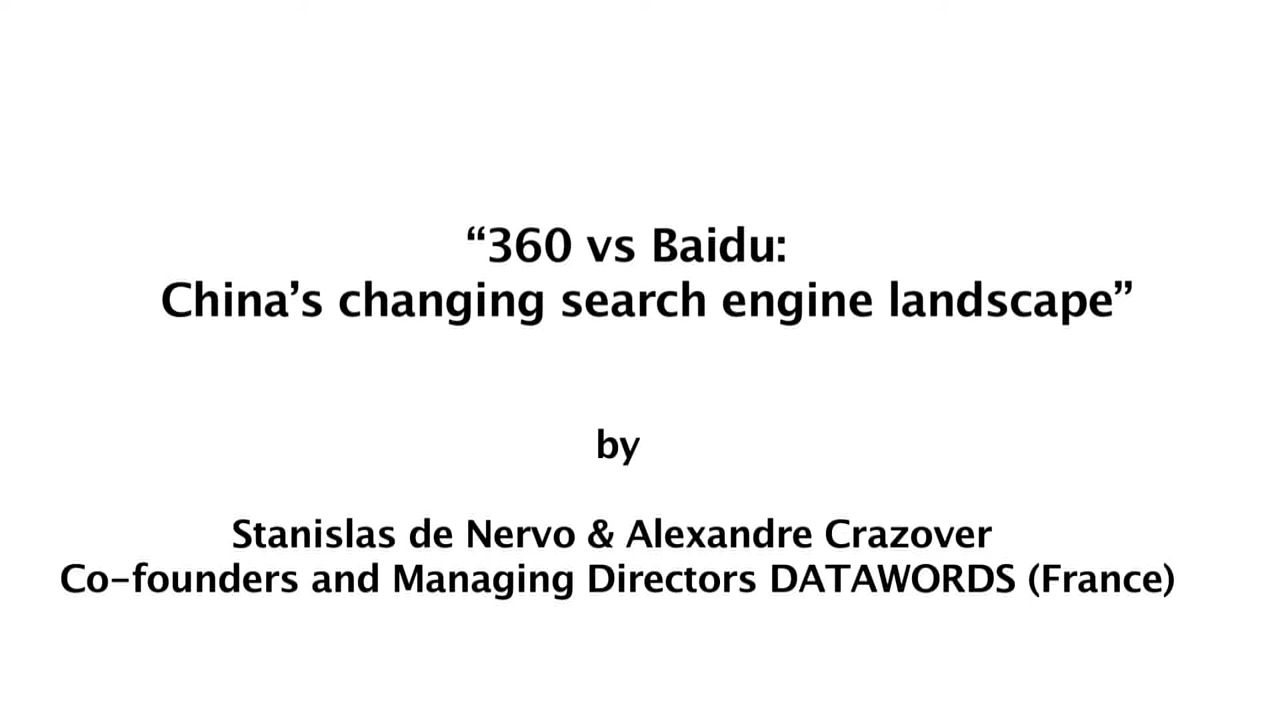 “360 vs Baidu:
China’s changing search engine landscape”
by
Stanislas de Nervo & Alexandre Crazover
Co-founders and Managing Directors DATAWORDS (France)